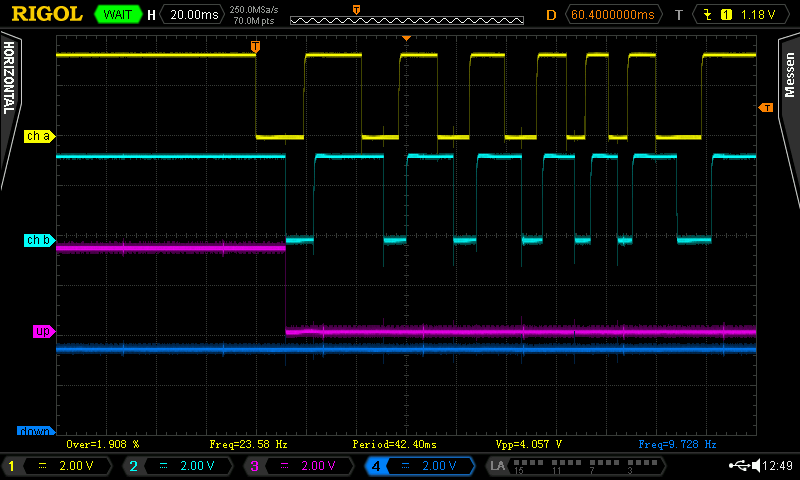 RIGOL WAIT H 20.00ms 250.0MSa/s 70.0M pts D 60.4000000ms T 1 1.18 V
T
HORIZONTAL
Messen
T
T
ch a
ch b
up
down
Over=1.908 % Freq=23.58 Hz Period=42.40ms Vpp=4.057 V Freq=9.728 Hz
1 2.00 V 2 2.00 V 3 2.00 V 4 2.00 V LA 15 11 7 3 12:49